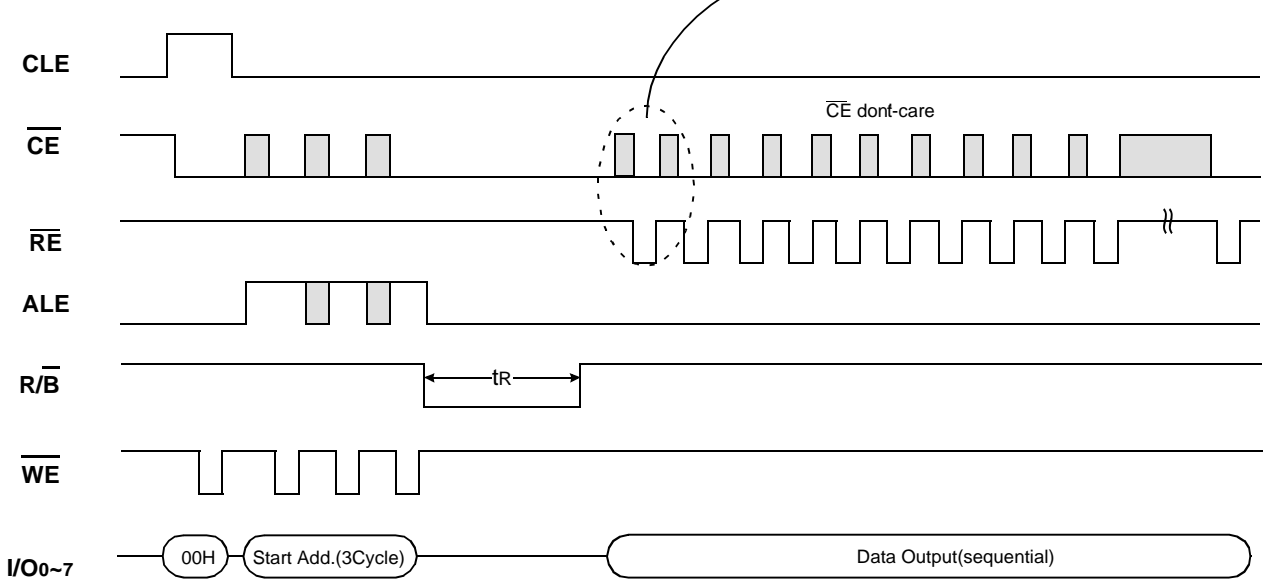 CLE
CE dont-care
CE
RE
ALE
R/B
tR
WE
I/O0~7
00H
Start Add.(3Cycle)
Data Output(sequential)